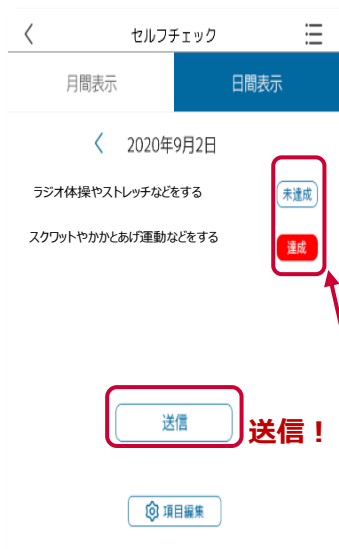 セルフチェック
月間表示 日間表示
2020年9月2日
ラジオ体操やストレッチなどをする 未達成
スクワットやかかとあげ運動などをする 達成
送信 送信！
項目編集